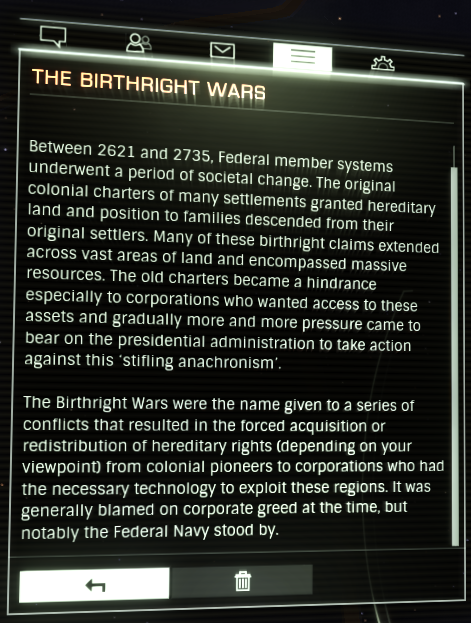 THE BIRTHRIGHT WARS
Between 2621 and 2735, Federal member systems
underwent a period of societal change. The original
colonial charters of many settlements granted hereditary
land and position to families descended from their
original settlers. Many of these birthright claims extended
across vast areas of land and encompassed massive
resources. The old charters became a hindrance
especially to corporations who wanted access to these
assets and gradually more and more pressure came to
bear on the presidential administration to take action
against this 'stifling anachronism'.
The Birthright Wars were the name given to a series of
conflicts that resulted in the forced acquisition or
redistribution of hereditary rights (depending on your
viewpoint) from colonial pioneers to corporations who had
the necessary technology to exploit these regions. It was
generally blamed on corporate greed at the time, but
notably the Federal Navy stood by.